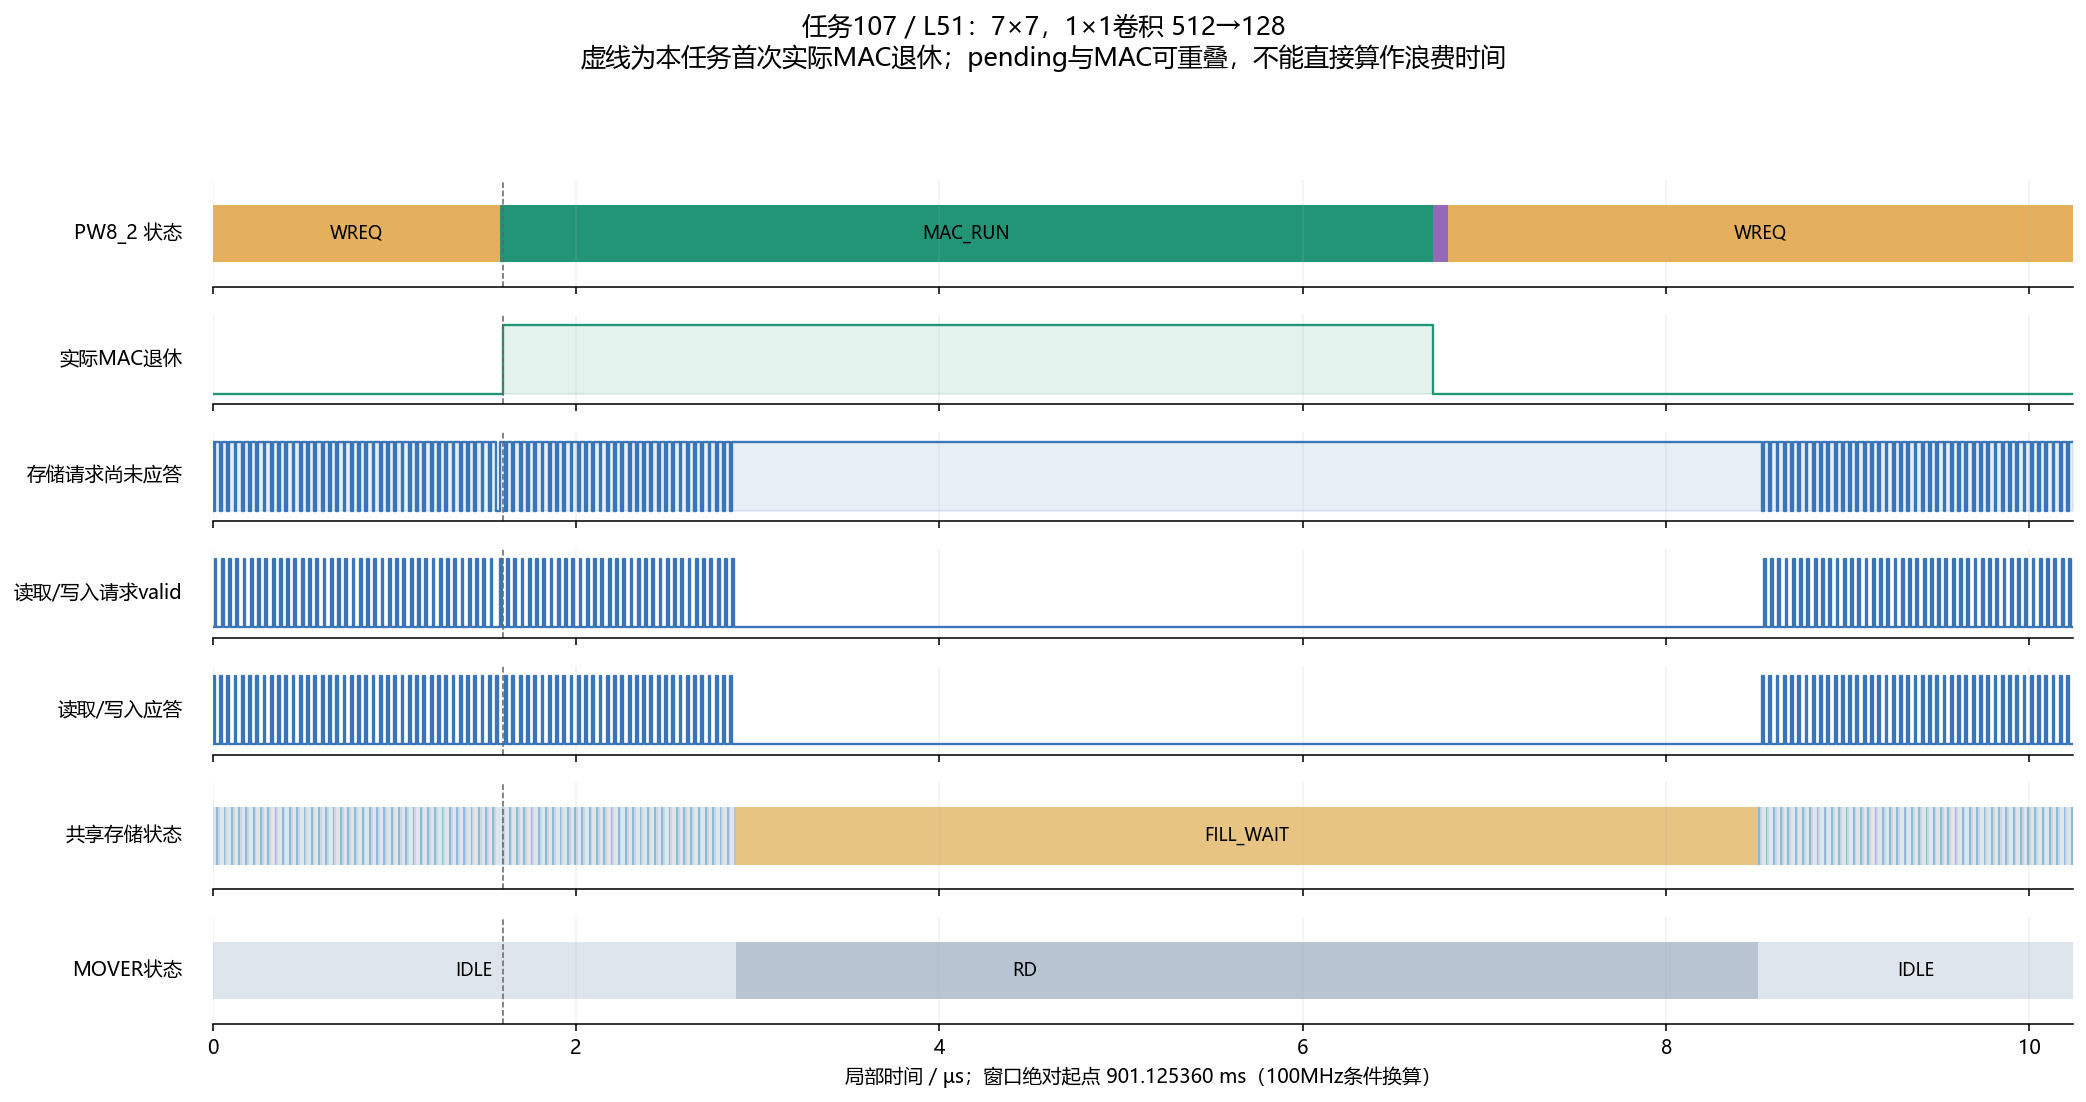 任务107 / L51：7×7，1×1卷积 512→128
虚线为本任务首次实际MAC退休；pending与MAC可重叠，不能直接算作浪费时间
PW8_2 状态
WREQ
MAC_RUN
WREQ
实际MAC退休
存储请求尚未应答
读取/写入请求valid
读取/写入应答
共享存储状态
FILL_WAIT
MOVER状态
IDLE
RD
IDLE
0
2
4
6
8
10
局部时间 / μs；窗口绝对起点 901.125360 ms（100MHz条件换算）